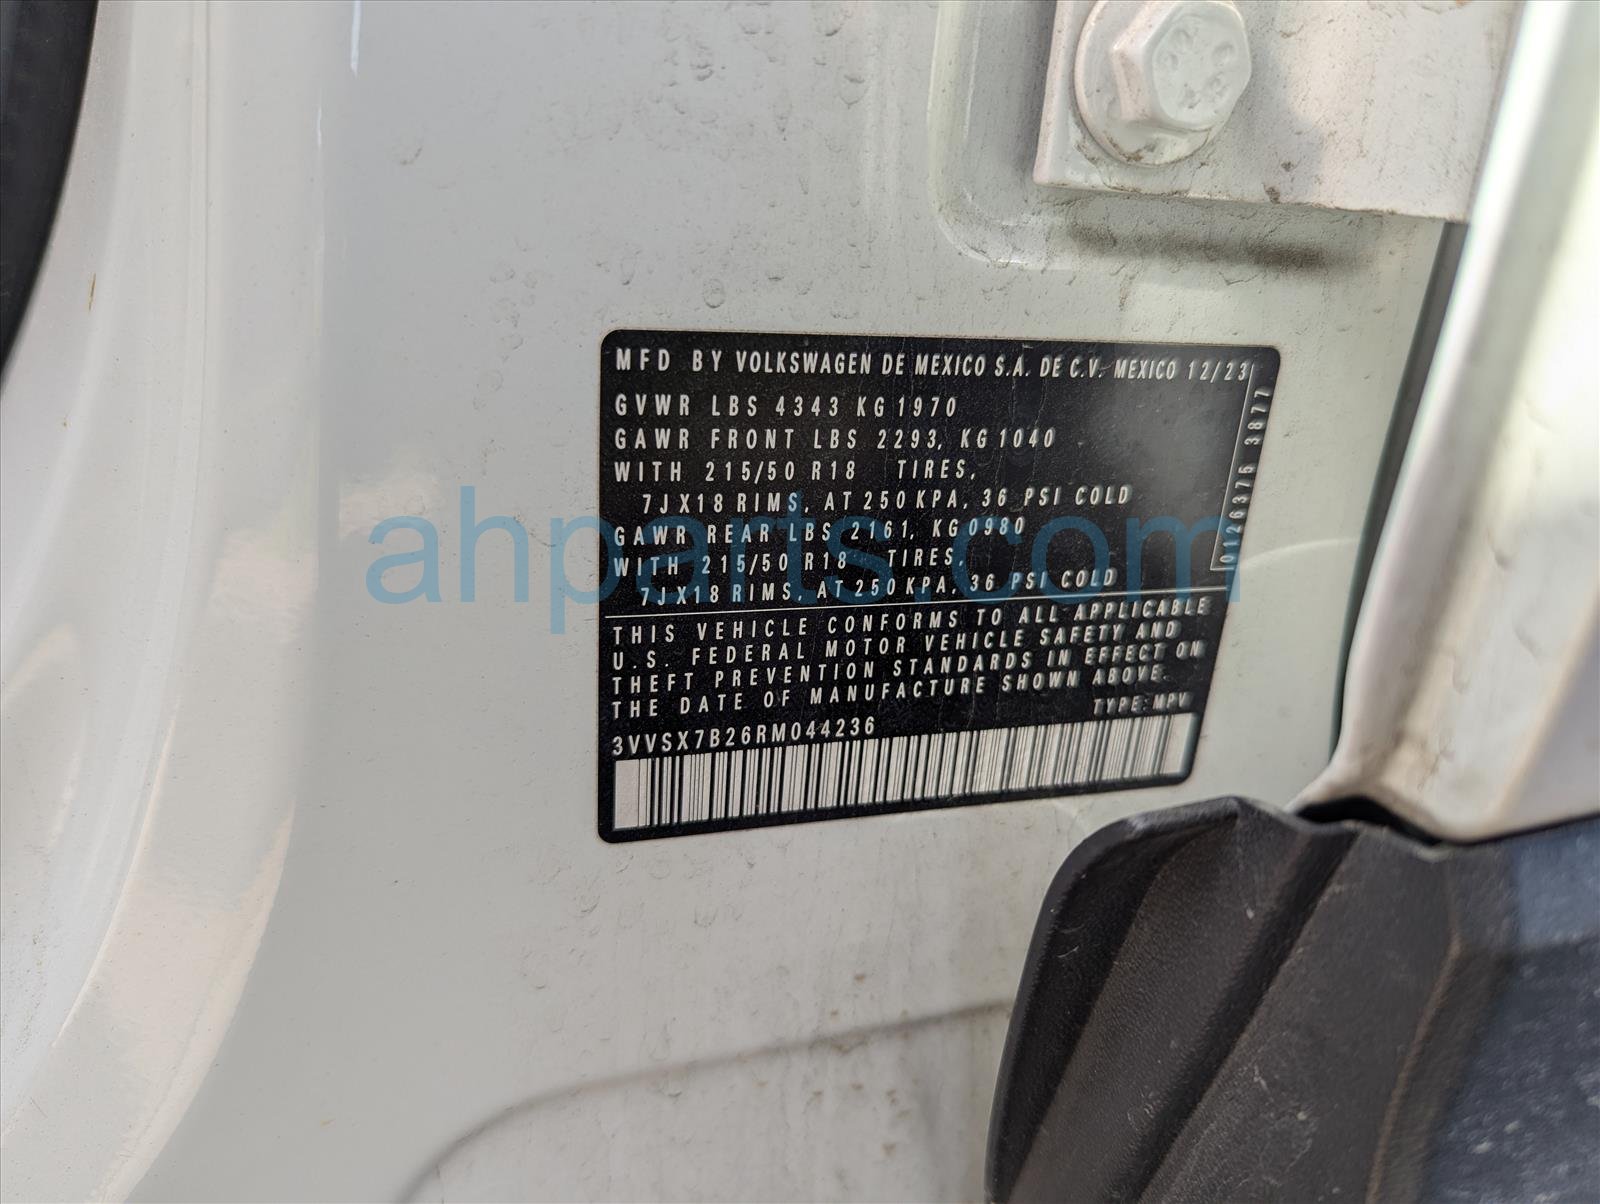 MFD BY VOLKSWAGEN DE MEXICO S.A. DE C.V. MEXICO 12/23
GVWR LBS 4343 KG 1970
GAWR FRONT LBS 2293, KG 1040
WITH 215/50 R18 TIRES,
7JX18 RIMS, AT 250 KPA, 36 PSI COLD
GAWR REAR LBS 2161, KG 0980
WITH 215/50 R18 TIRES,
7JX18 RIMS, AT 250 KPA, 36 PSI COLD
0126375 3877
THIS VEHICLE CONFORMS TO ALL APPLICABLE
U.S. FEDERAL MOTOR VEHICLE SAFETY AND
THEFT PREVENTION STANDARDS IN EFFECT ON
THE DATE OF MANUFACTURE SHOWN ABOVE.
TYPE: MPV
3VVSX7B26RM044236
ahparts.com